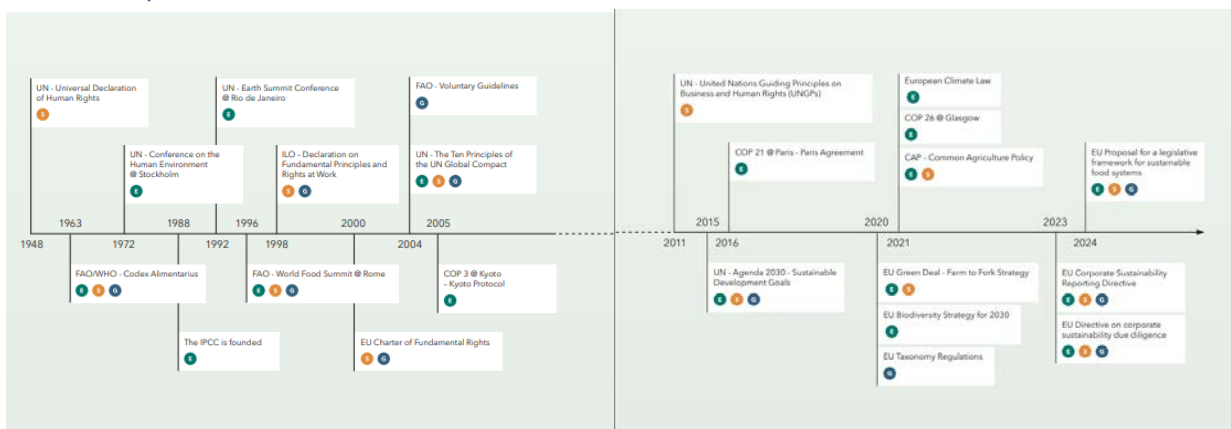 UN - Universal Declaration
of Human Rights
S
UN - Earth Summit Conference
@ Rio de Janeiro
E
FAO - Voluntary Guidelines
G
UN - Conference on the
Human Environment
@ Stockholm
E
ILO - Declaration on
Fundamental Principles and
Rights at Work
S G
UN - The Ten Principles of
the UN Global Compact
E S G
1963 1988 1996 2000 2005
1948 1972 1992 1998 2004
FAO/WHO - Codex Alimentarius
E S G
FAO - World Food Summit @ Rome
E S G
COP 3 @ Kyoto
- Kyoto Protocol
E
The IPCC is founded
E
EU Charter of Fundamental Rights
S G
UN - United Nations Guiding Principles on
Business and Human Rights (UNGPs)
S
European Climate Law
E
COP 26 @ Glasgow
E
COP 21 @ Paris - Paris Agreement
E
CAP - Common Agriculture Policy
E S
EU Proposal for a legislative
framework for sustainable
food systems
E S G
2015 2020 2023
2011 2016 2021 2024
UN - Agenda 2030 - Sustainable
Development Goals
E S G
EU Green Deal - Farm to Fork Strategy
E S
EU Biodiversity Strategy for 2030
E
EU Taxonomy Regulations
G
EU Corporate Sustainability
Reporting Directive
E S G
EU Directive on corporate
sustainability due diligence
E S G